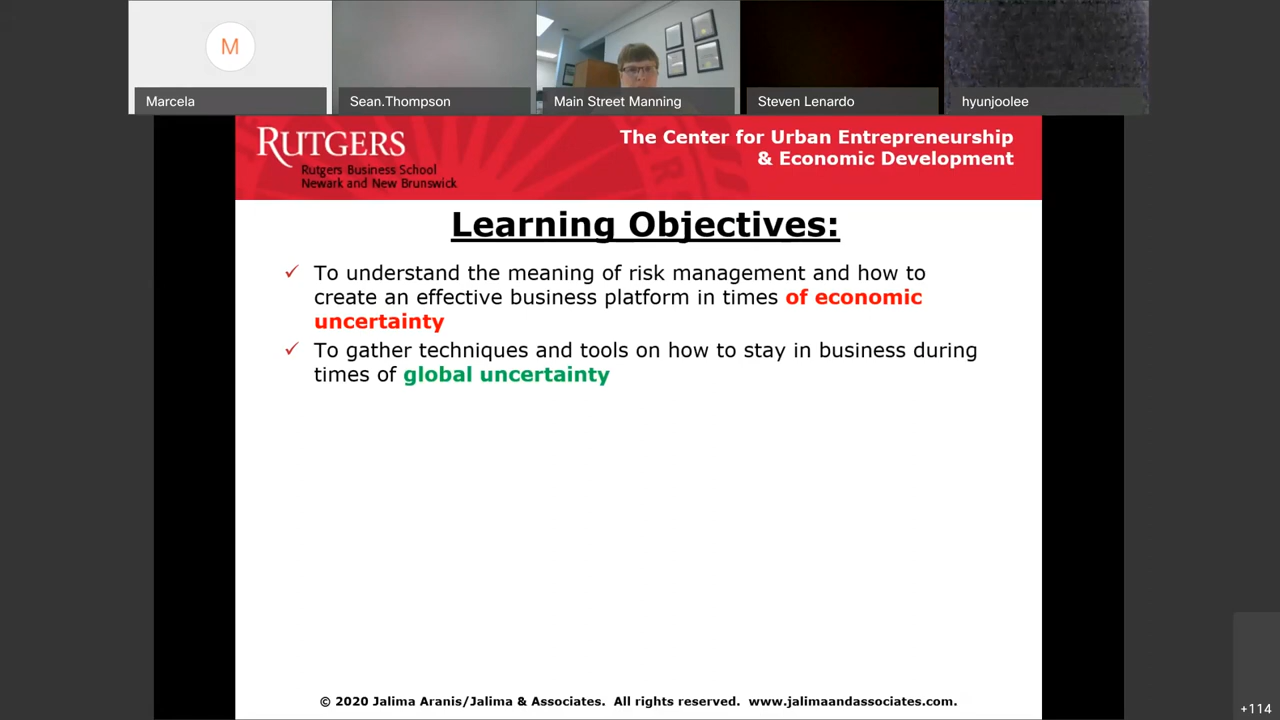 M
Marcela
Sean.Thompson
Main Street Manning
Steven Lenardo
hyunjoolee
RUTGERS
Rutgers Business School
Newark and New Brunswick
The Center for Urban Entrepreneurship
& Economic Development
Learning Objectives:
✓ To understand the meaning of risk management and how to
create an effective business platform in times of economic
uncertainty
✓ To gather techniques and tools on how to stay in business during
times of global uncertainty
© 2020 Jalima Aranis/Jalima & Associates. All rights reserved. www.jalimaandassociates.com.
+114